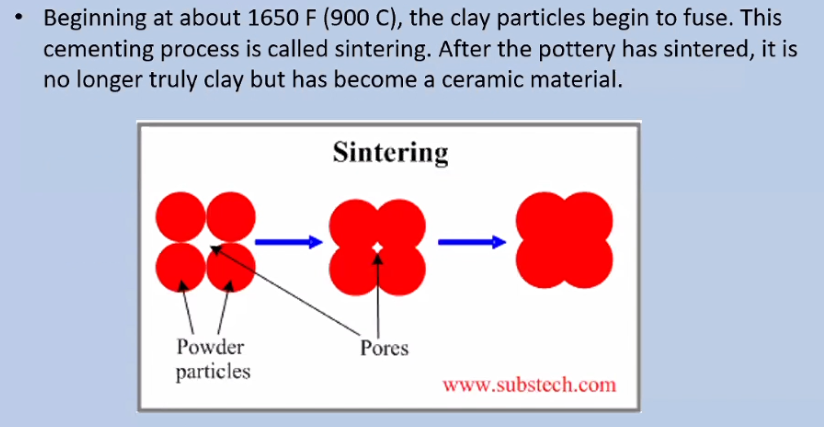 • Beginning at about 1650 F (900 C), the clay particles begin to fuse. This
cementing process is called sintering. After the pottery has sintered, it is
no longer truly clay but has become a ceramic material.
Sintering
Powder
particles
Pores
www.substech.com